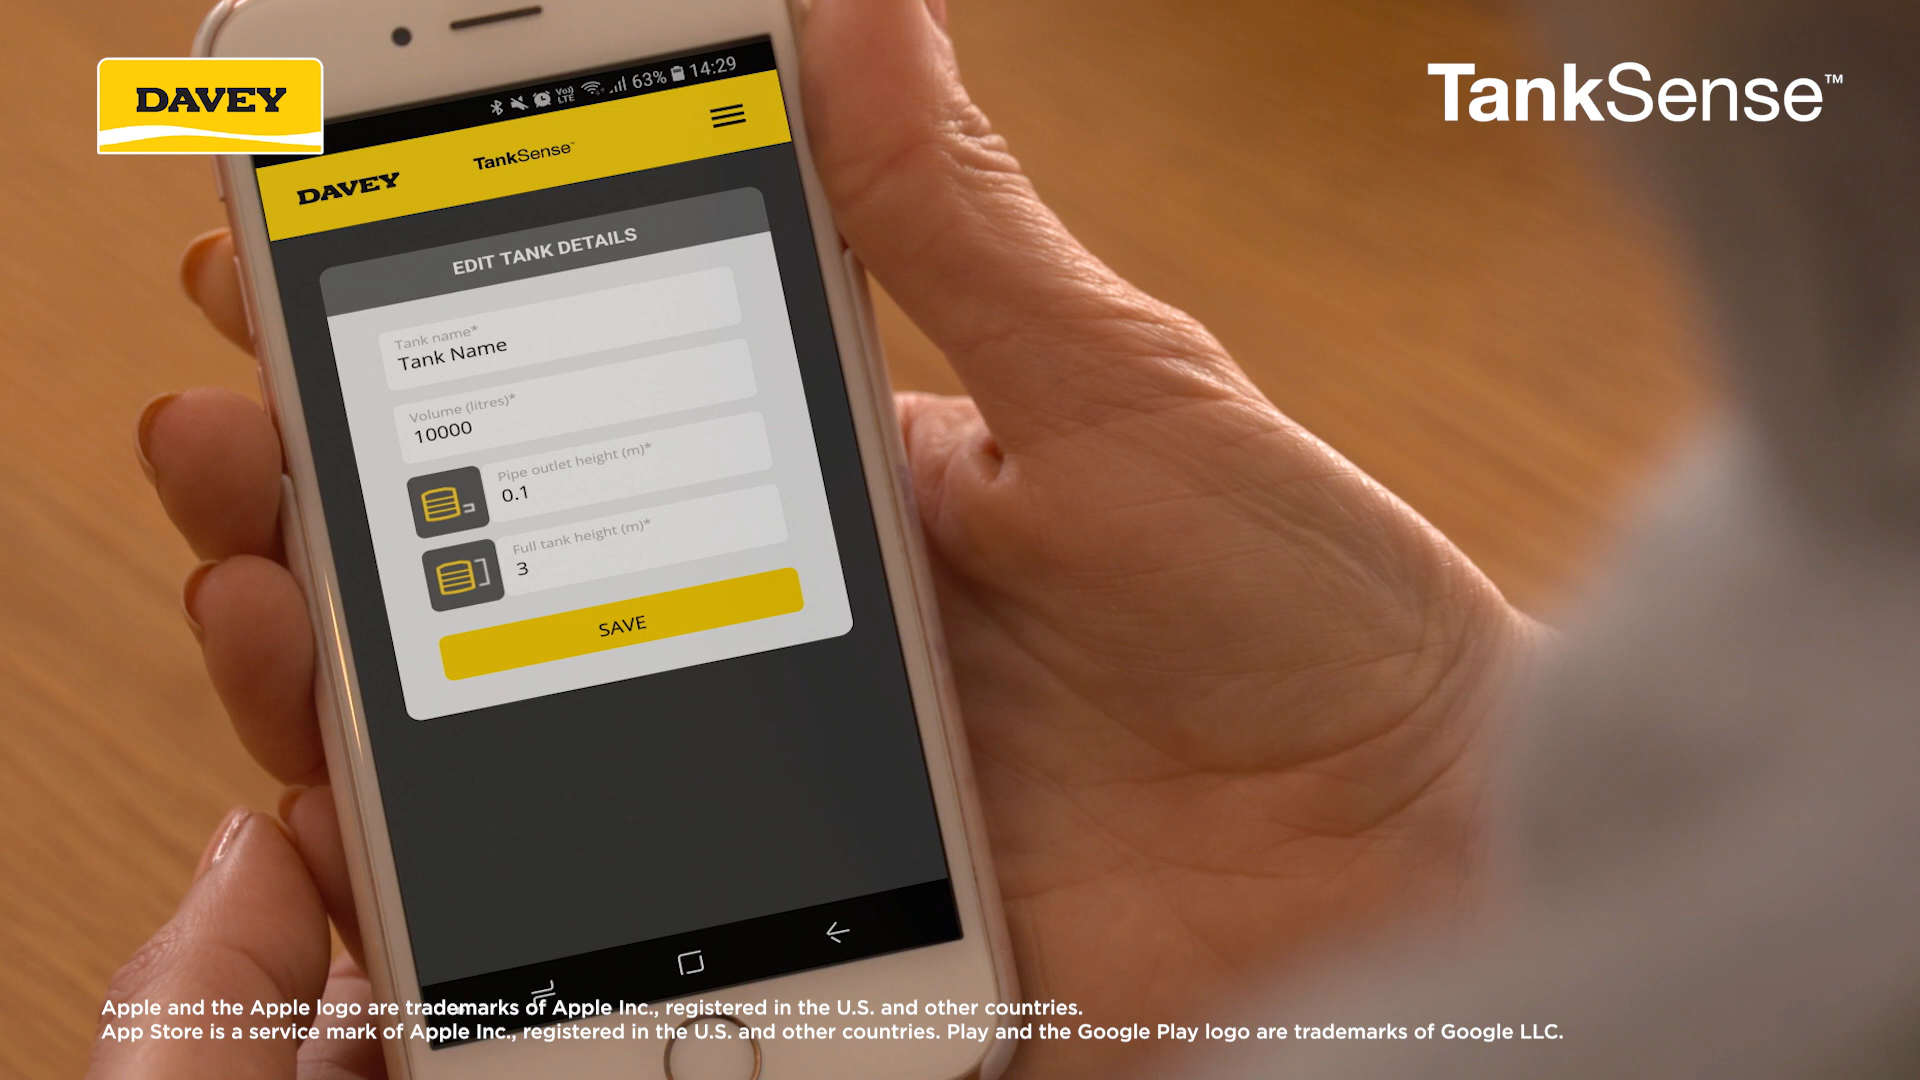 DAVEY
TankSense™
Voi) LTE 63% 14:29
DAVEY
TankSense™
EDIT TANK DETAILS
Tank name*
Tank Name
Volume (litres)*
10000
Pipe outlet height (m)*
0.1
Full tank height (m)*
3
SAVE
Apple and the Apple logo are trademarks of Apple Inc., registered in the U.S. and other countries.
App Store is a service mark of Apple Inc., registered in the U.S. and other countries. Play and the Google Play logo are trademarks of Google LLC.